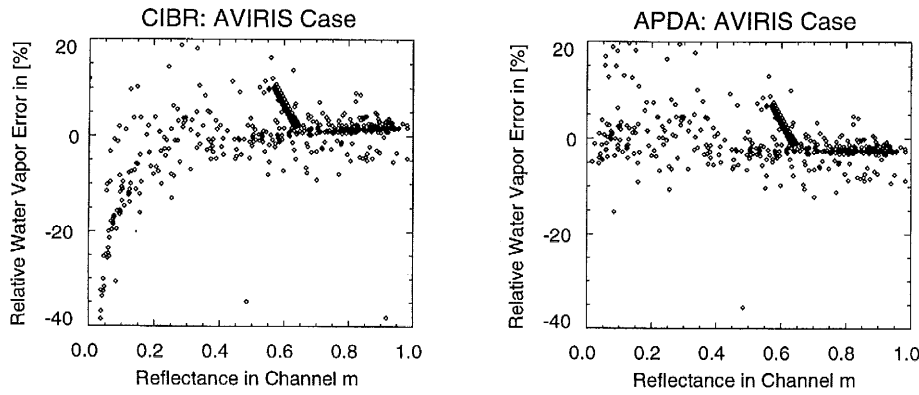 CIBR: AVIRIS Case
Relative Water Vapor Error in [%]
20
0
-20
-40
0.0 0.2 0.4 0.6 0.8 1.0
Reflectance in Channel m
APDA: AVIRIS Case
Relative Water Vapor Error in [%]
20
0
-20
-40
0.0 0.2 0.4 0.6 0.8 1.0
Reflectance in Channel m